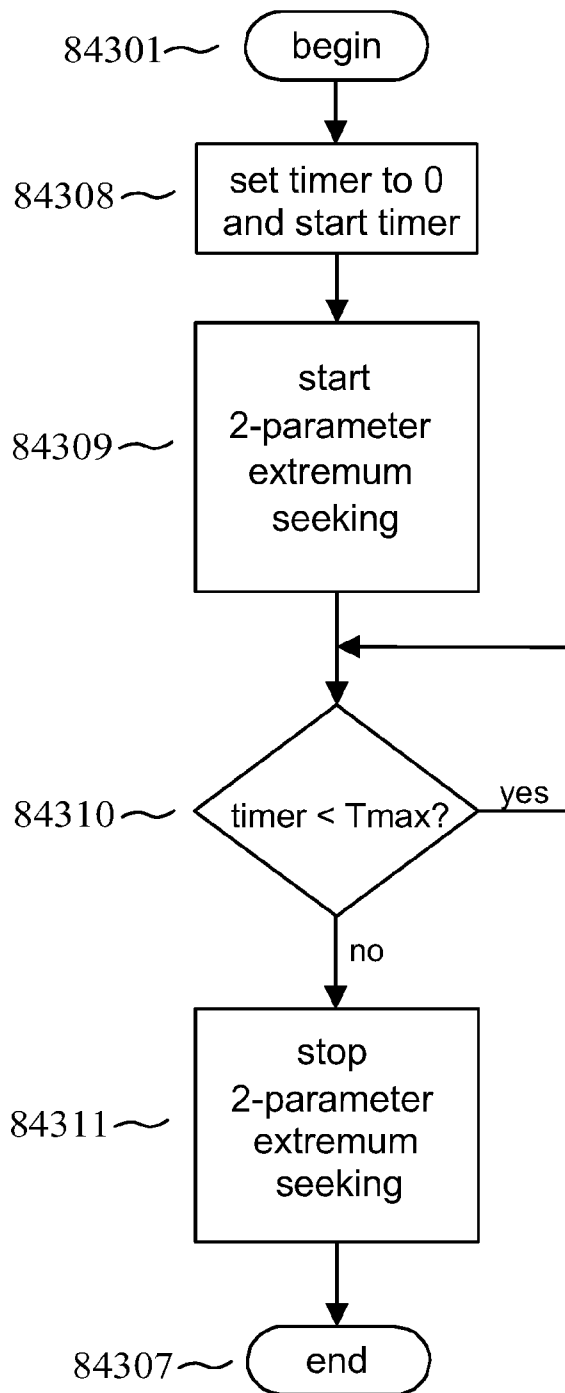 84301
begin
84308
set timer to 0
and start timer
84309
start
2-parameter
extremum
seeking
84310
timer < Tmax?
yes
no
84311
stop
2-parameter
extremum
seeking
84307
end